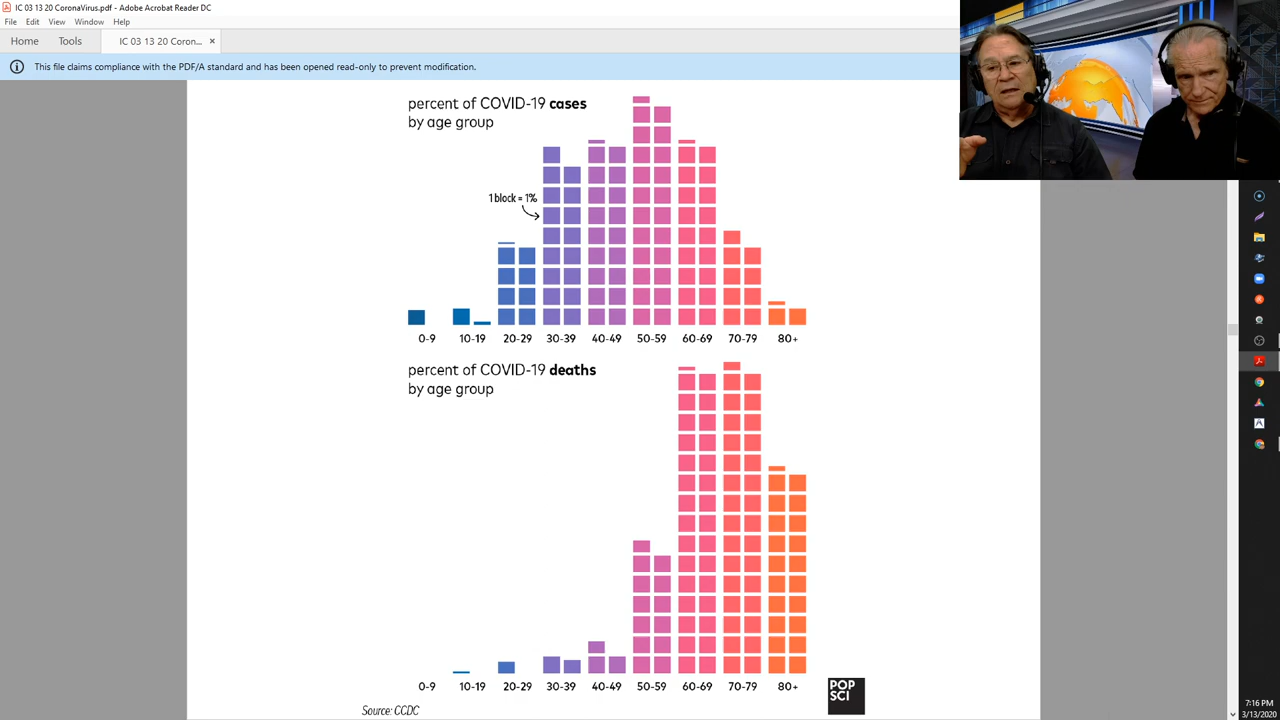 IC 03 13 20 CoronaVirus.pdf - Adobe Acrobat Reader DC
File Edit View Window Help
Home Tools IC 03 13 20 Coron... ×
This file claims compliance with the PDF/A standard and has been opened read-only to prevent modification.
percent of COVID-19 cases
by age group
1 block = 1%
0-9 10-19 20-29 30-39 40-49 50-59 60-69 70-79 80+
percent of COVID-19 deaths
by age group
0-9 10-19 20-29 30-39 40-49 50-59 60-69 70-79 80+
POP
SCI
Source: CCDC
7:16 PM
3/13/2020